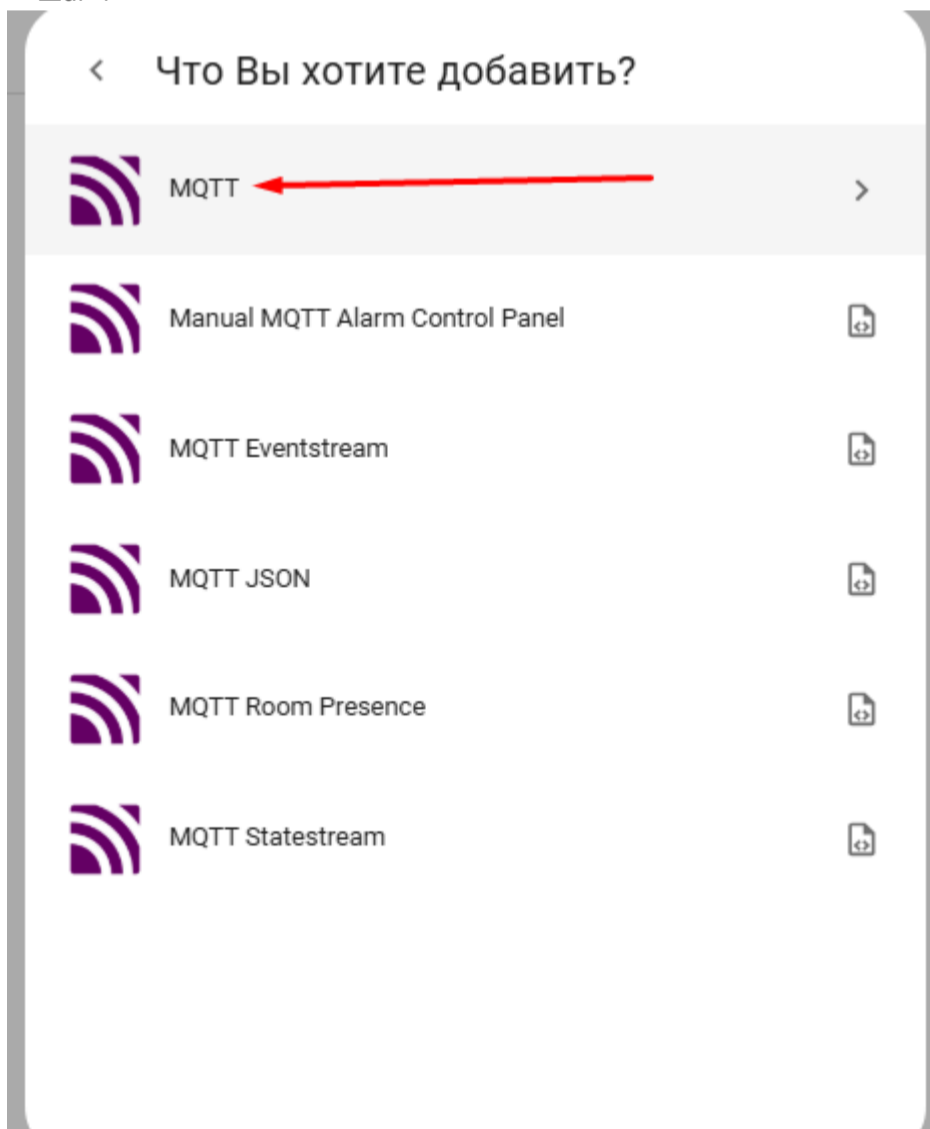 Что Вы хотите добавить?
MQTT
Manual MQTT Alarm Control Panel
MQTT Eventstream
MQTT JSON
MQTT Room Presence
MQTT Statestream